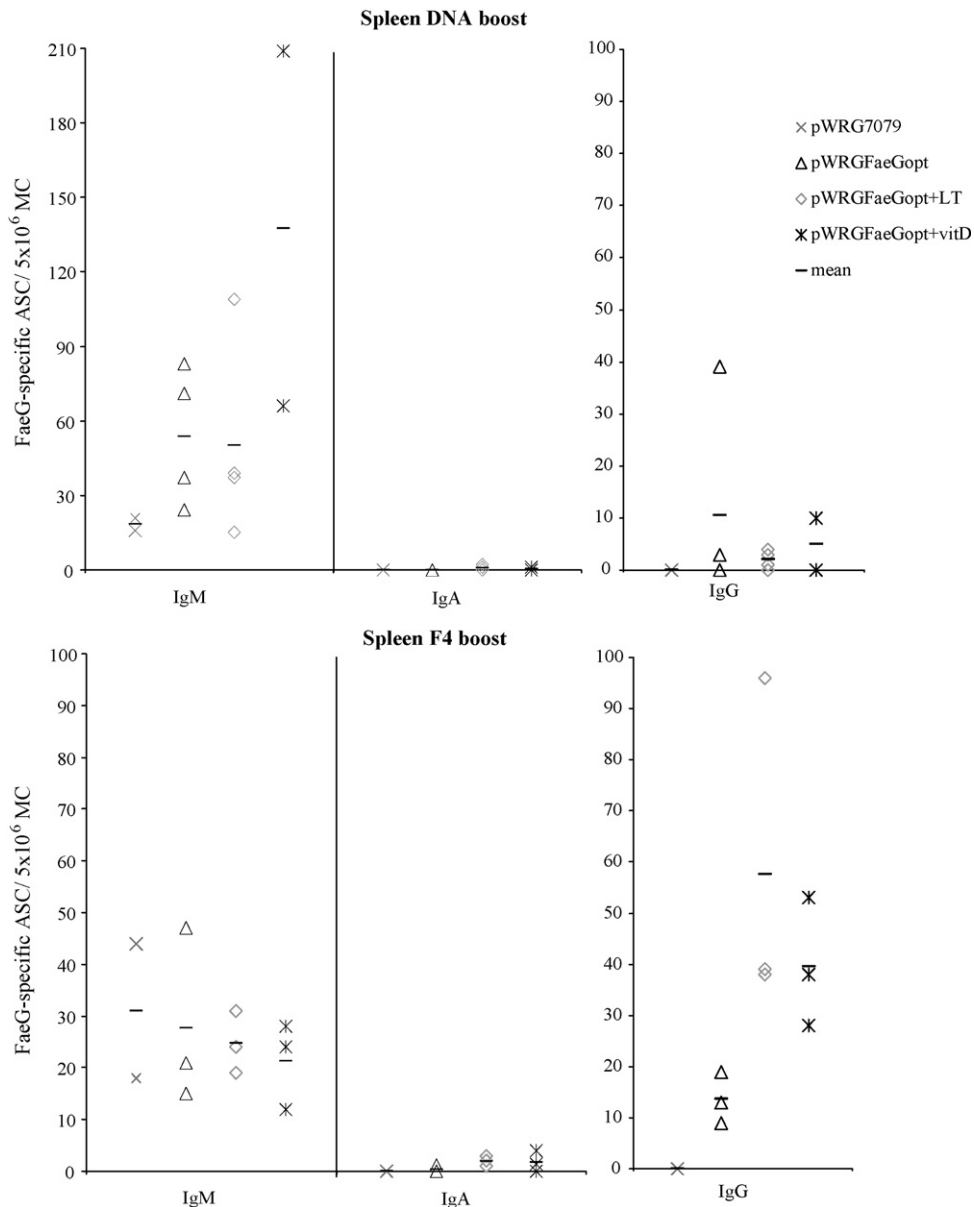 Spleen DNA boost
FaeG-specific ASC/ 5x10⁶ MC
210
180
150
120
90
60
30
0
IgM
IgA
100
90
80
70
60
50
40
30
20
10
0
IgG
pWRG7079
pWRGFaeGopt
pWRGFaeGopt+LT
pWRGFaeGopt+vitD
mean
Spleen F4 boost
FaeG-specific ASC/ 5x10⁶ MC
100
90
80
70
60
50
40
30
20
10
0
IgM
IgA
100
90
80
70
60
50
40
30
20
10
0
IgG